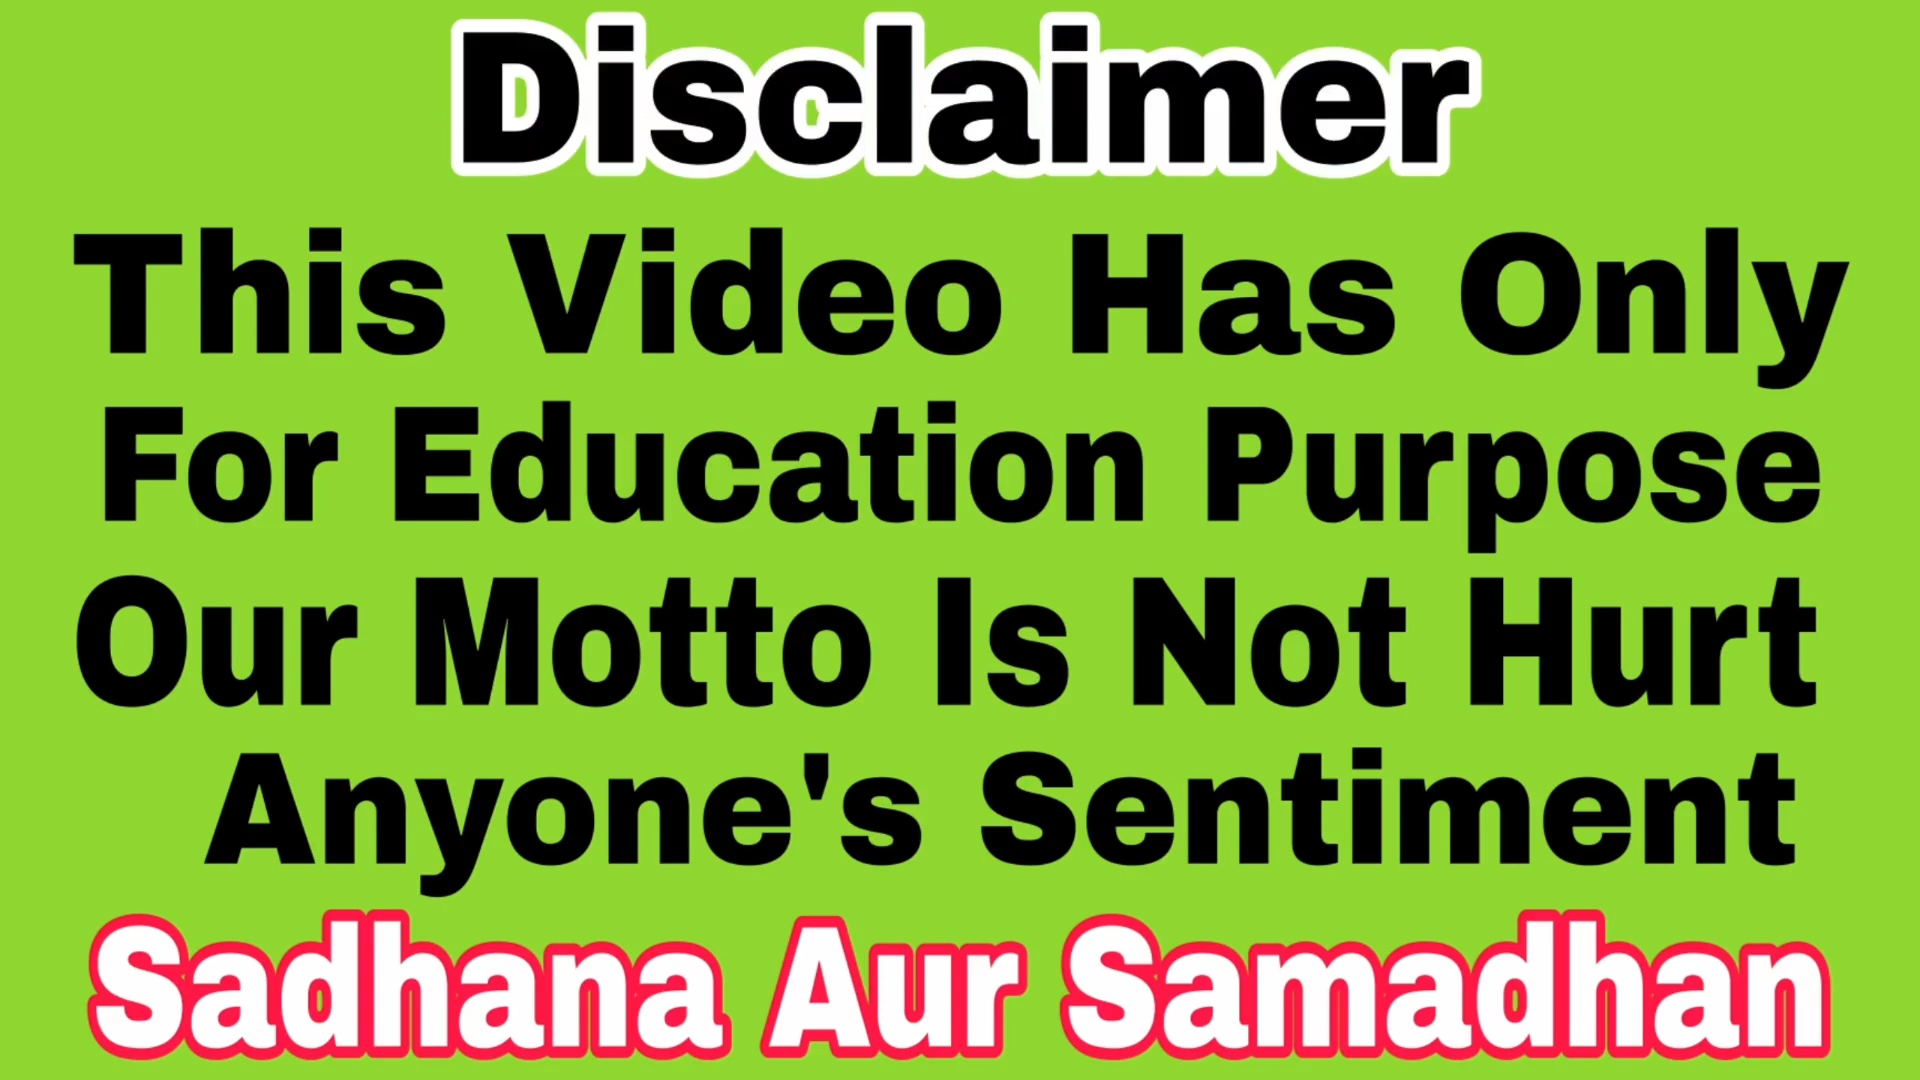 Disclaimer
This Video Has Only
For Education Purpose
Our Motto Is Not Hurt
Anyone's Sentiment
Sadhana Aur Samadhan